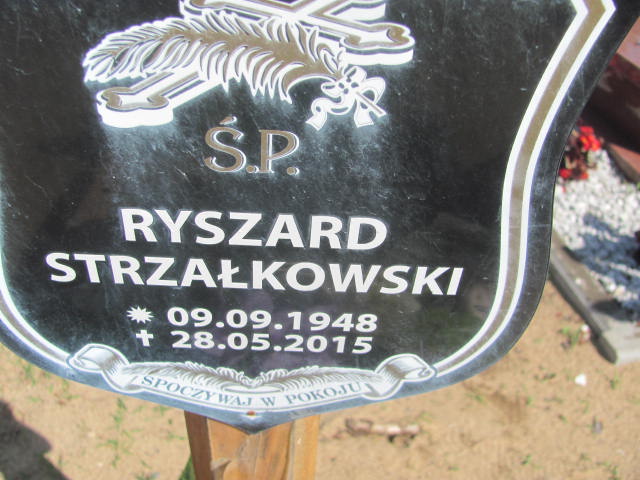 Ś.P.
RYSZARD
STRZAŁKOWSKI
09.09.1948
28.05.2015
SPOCZYWAJ W POKOJU